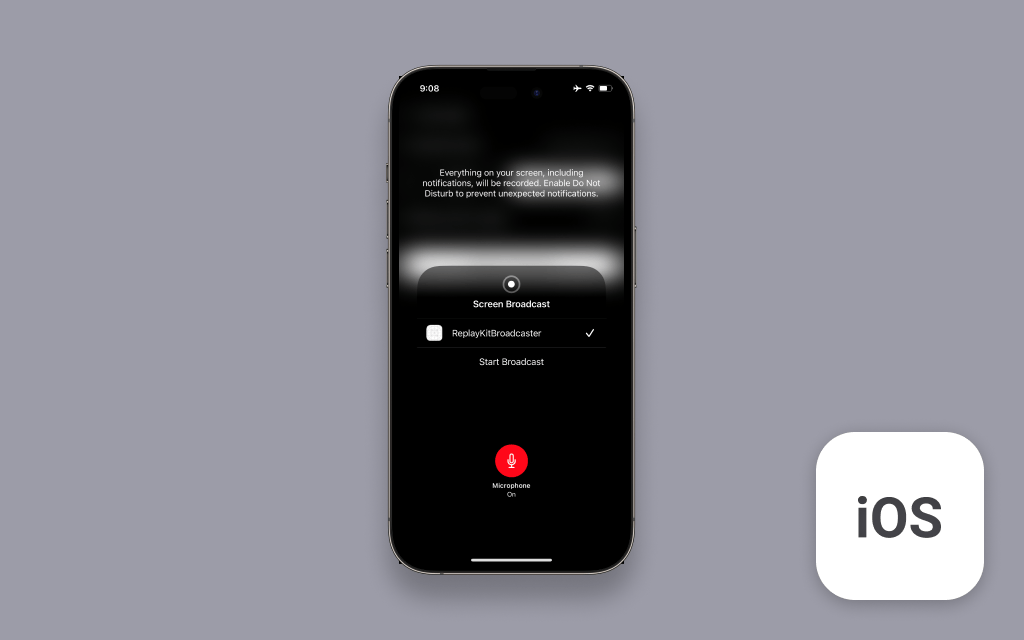 9:08
Everything on your screen, including
notifications, will be recorded. Enable Do Not
Disturb to prevent unexpected notifications.
Screen Broadcast
ReplayKitBroadcaster
Start Broadcast
Microphone
On
iOS